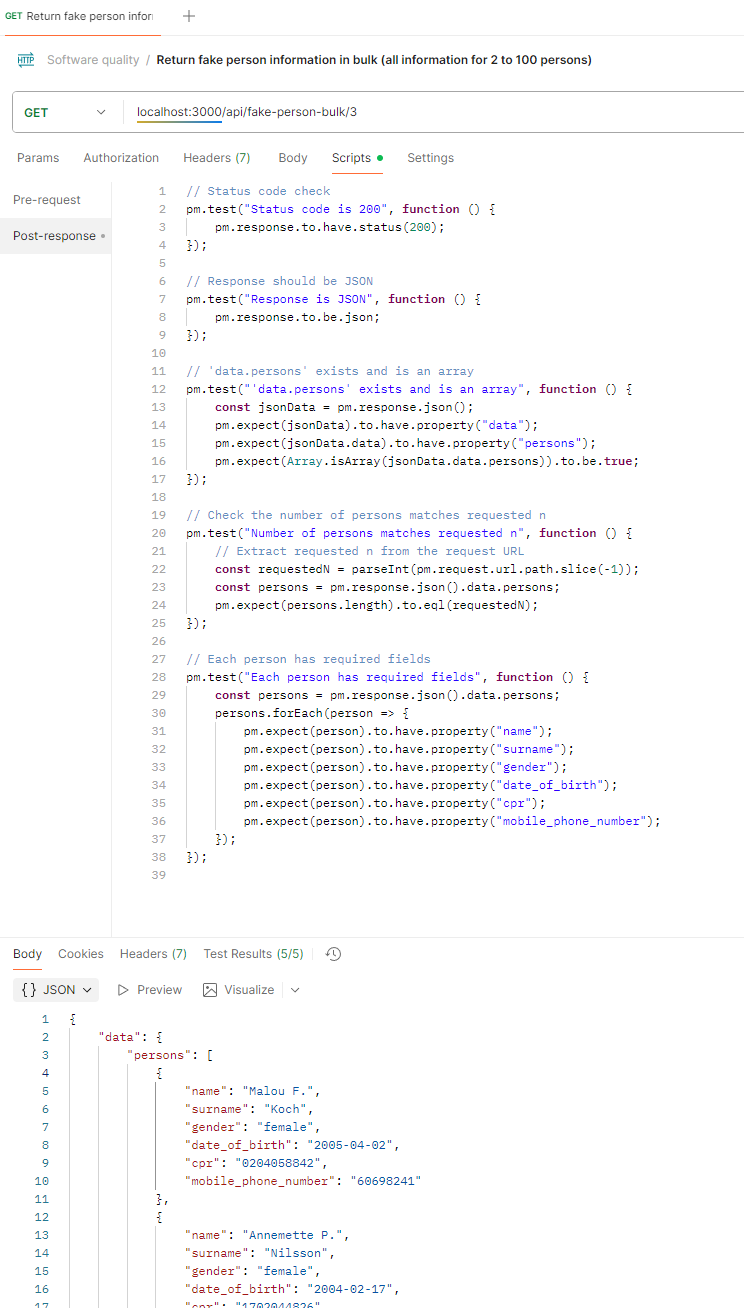 GET Return fake person infor
HTTP Software quality / Return fake person information in bulk (all information for 2 to 100 persons)
GET localhost:3000/api/fake-person-bulk/3
Params Authorization Headers (7) Body Scripts Settings
Pre-request
Post-response
1 // Status code check
2 pm.test("Status code is 200", function () {
3 pm.response.to.have.status(200);
4 });
5
6 // Response should be JSON
7 pm.test("Response is JSON", function () {
8 pm.response.to.be.json;
9 });
10
11 // 'data.persons' exists and is an array
12 pm.test("'data.persons' exists and is an array", function () {
13 const jsonData = pm.response.json();
14 pm.expect(jsonData).to.have.property("data");
15 pm.expect(jsonData.data).to.have.property("persons");
16 pm.expect(Array.isArray(jsonData.data.persons)).to.be.true;
17 });
18
19 // Check the number of persons matches requested n
20 pm.test("Number of persons matches requested n", function () {
21 // Extract requested n from the request URL
22 const requestedN = parseInt(pm.request.url.path.slice(-1));
23 const persons = pm.response.json().data.persons;
24 pm.expect(persons.length).to.eql(requestedN);
25 });
26
27 // Each person has required fields
28 pm.test("Each person has required fields", function () {
29 const persons = pm.response.json().data.persons;
30 persons.forEach(person => {
31 pm.expect(person).to.have.property("name");
32 pm.expect(person).to.have.property("surname");
33 pm.expect(person).to.have.property("gender");
34 pm.expect(person).to.have.property("date_of_birth");
35 pm.expect(person).to.have.property("cpr");
36 pm.expect(person).to.have.property("mobile_phone_number");
37 });
38 });
39
Body Cookies Headers (7) Test Results (5/5)
{} JSON Preview Visualize
1 {
2 "data": {
3 "persons": [
4 {
5 "name": "Malou F.",
6 "surname": "Koch",
7 "gender": "female",
8 "date_of_birth": "2005-04-02",
9 "cpr": "0204058842",
10 "mobile_phone_number": "60698241"
11 },
12 {
13 "name": "Annemette P.",
14 "surname": "Nilsson",
15 "gender": "female",
16 "date_of_birth": "2004-02-17",
17 "cpr": "1702044826"